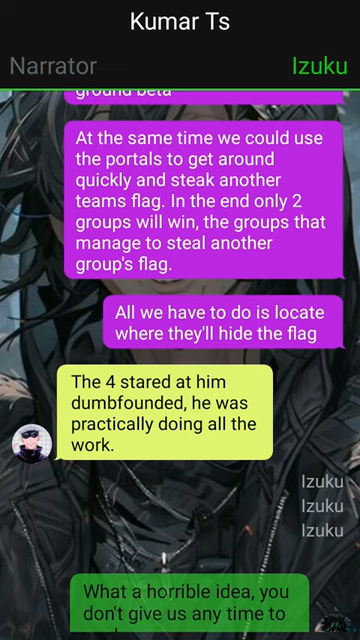 Kumar Ts
Narrator
Izuku
ground beta
At the same time we could use
the portals to get around
quickly and steak another
teams flag. In the end only 2
groups will win, the groups that
manage to steal another
group's flag.
All we have to do is locate
where they'll hide the flag
The 4 stared at him
dumbfounded, he was
practically doing all the
work.
Izuku
Izuku
Izuku
What a horrible idea, you
don't give us any time to